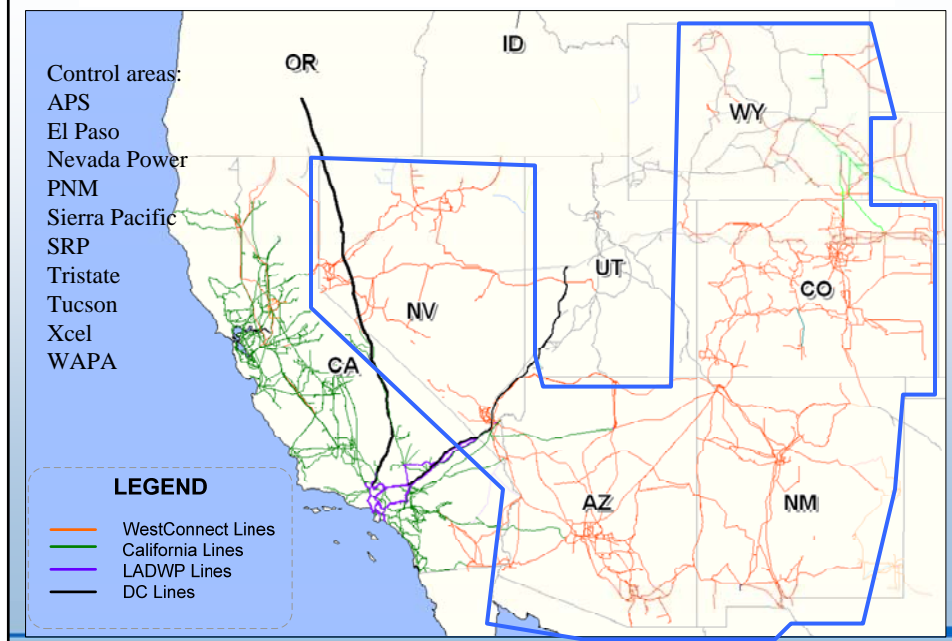 Control areas:
APS
El Paso
Nevada Power
PNM
Sierra Pacific
SRP
Tristate
Tucson
Xcel
WAPA
OR
ID
WY
UT
CO
NV
CA
AZ
NM
LEGEND
WestConnect Lines
California Lines
LADWP Lines
DC Lines